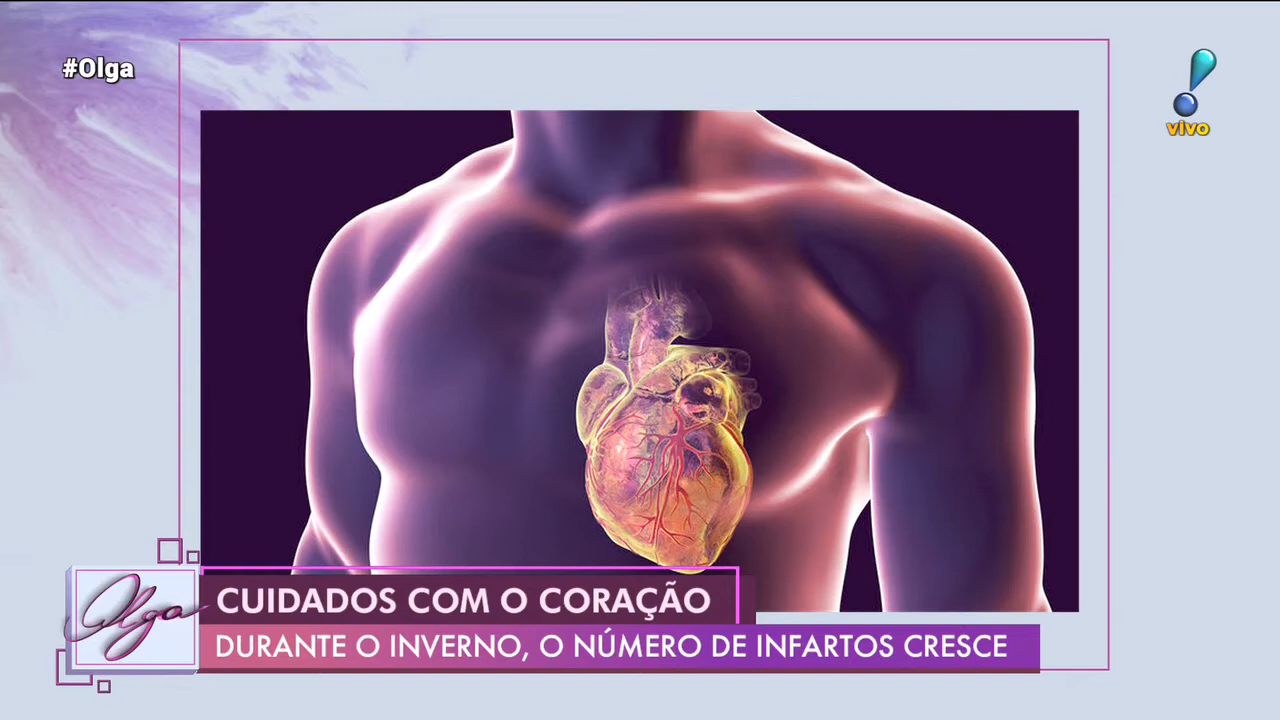 #Olga
vivo
Olga
CUIDADOS COM O CORAÇÃO
DURANTE O INVERNO, O NÚMERO DE INFARTOS CRESCE